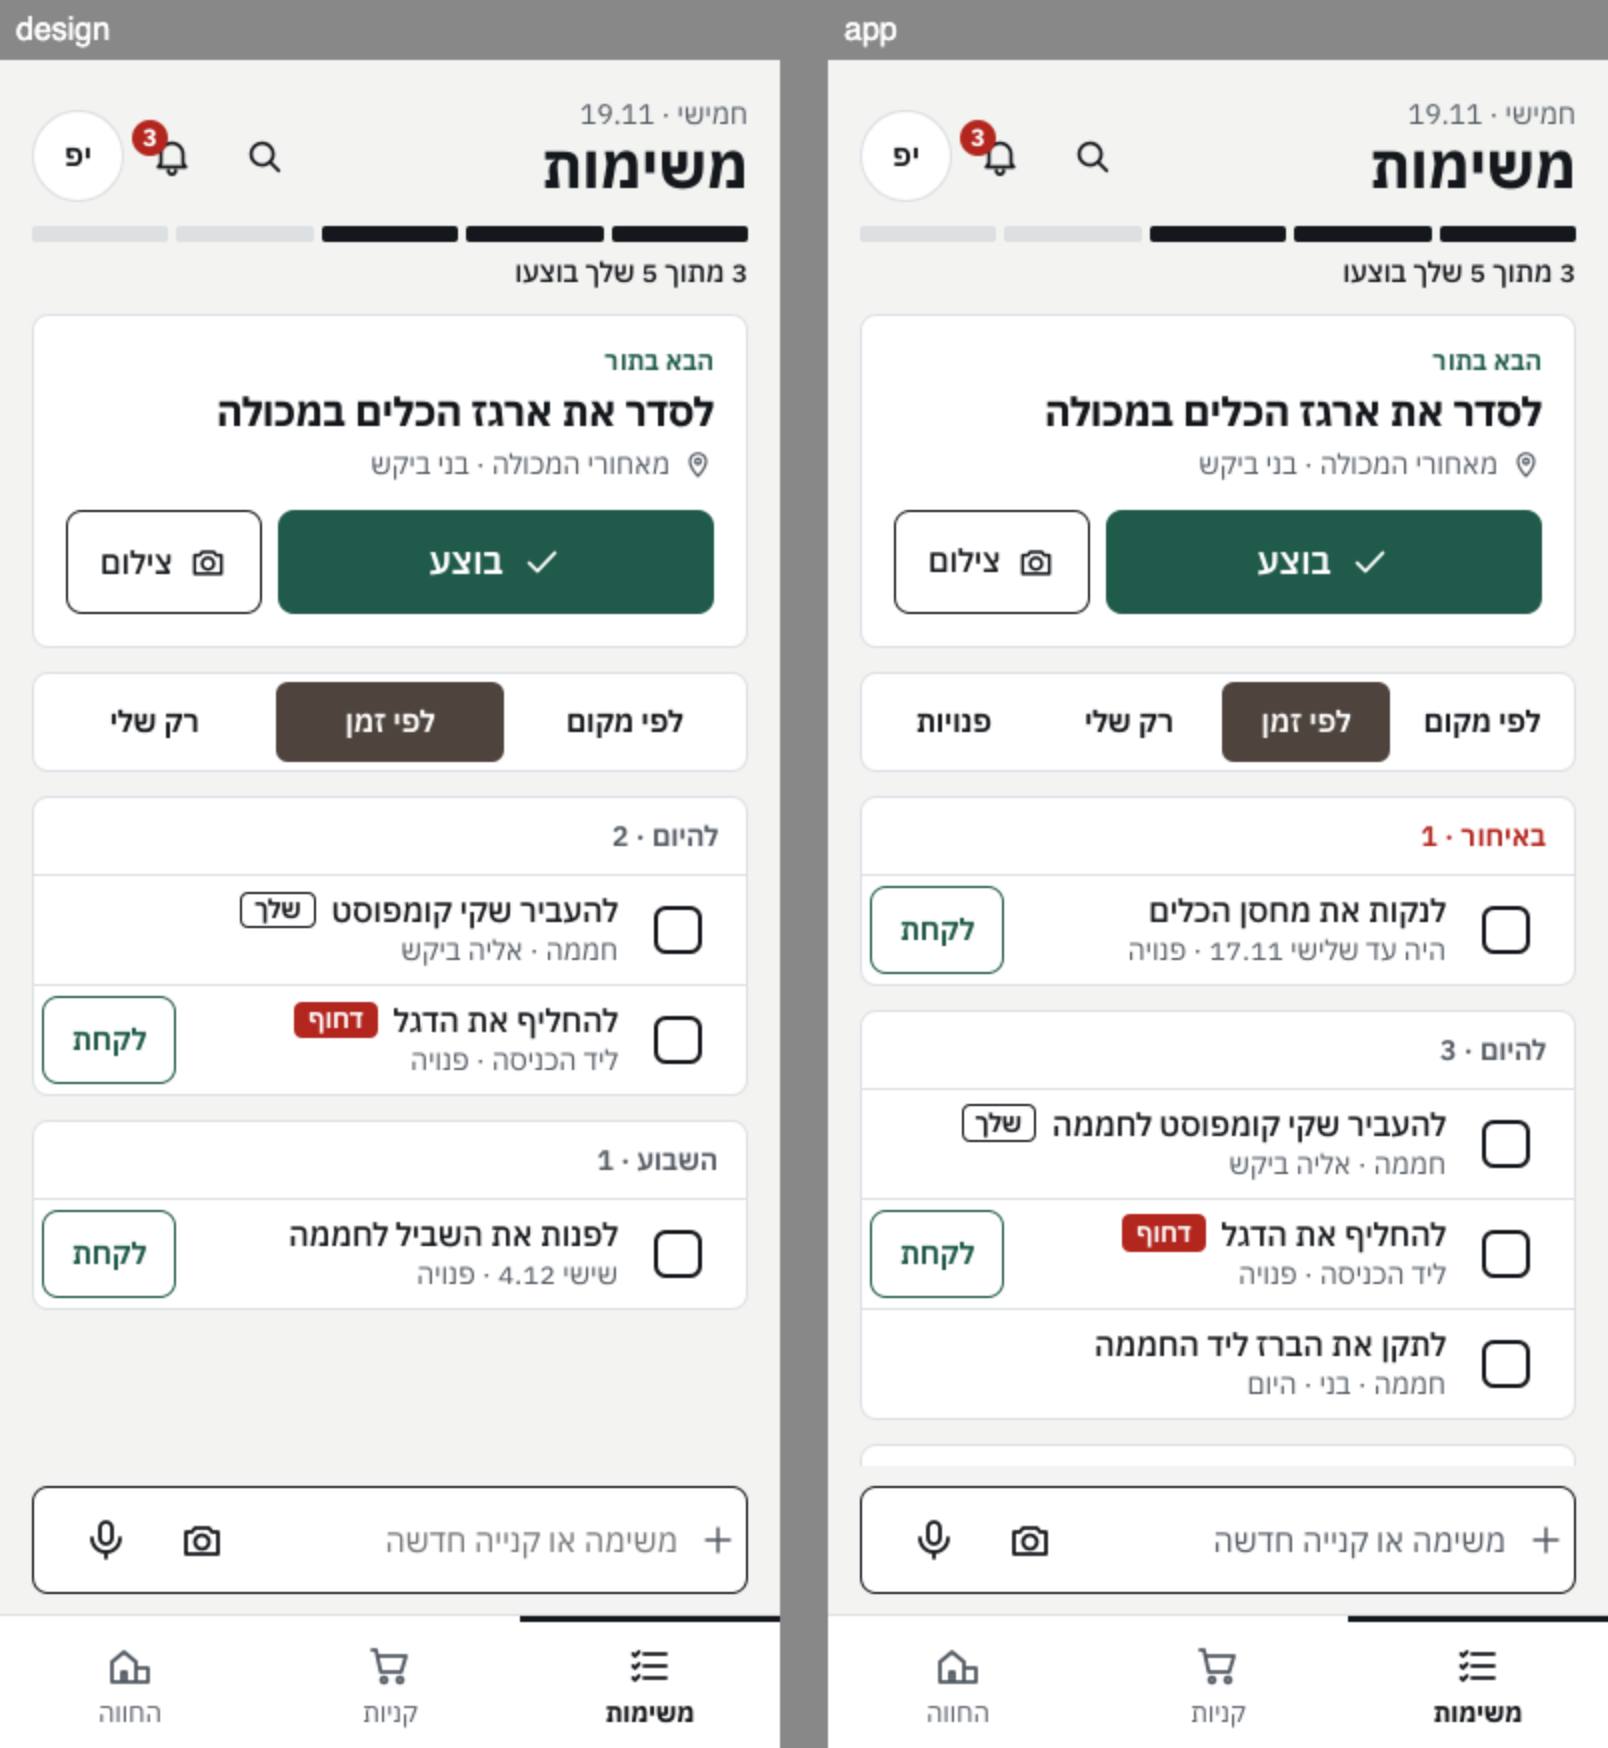 design
חמישי · 19.11
משימות
3
יפ
3 מתוך 5 שלך בוצעו
הבא בתור
לסדר את ארגז הכלים במכולה
מאחורי המכולה · בני ביקש
בוצע
צילום
לפי מקום
לפי זמן
רק שלי
להיום · 2
להעביר שקי קומפוסט שלך
חממה · אליה ביקש
להחליף את הדגל דחוף
ליד הכניסה · פנויה
לקחת
השבוע · 1
לפנות את השביל לחממה
שישי 4.12 · פנויה
לקחת
משימה או קנייה חדשה
משימות
קניות
החווה
app
חמישי · 19.11
משימות
3
יפ
3 מתוך 5 שלך בוצעו
הבא בתור
לסדר את ארגז הכלים במכולה
מאחורי המכולה · בני ביקש
בוצע
צילום
לפי מקום
לפי זמן
רק שלי
פנויות
באיחור · 1
לנקות את מחסן הכלים
היה עד שלישי 17.11 · פנויה
לקחת
להיום · 3
להעביר שקי קומפוסט לחממה שלך
חממה · אליה ביקש
להחליף את הדגל דחוף
ליד הכניסה · פנויה
לקחת
לתקן את הברז ליד החממה
חממה · בני · היום
משימה או קנייה חדשה
משימות
קניות
החווה